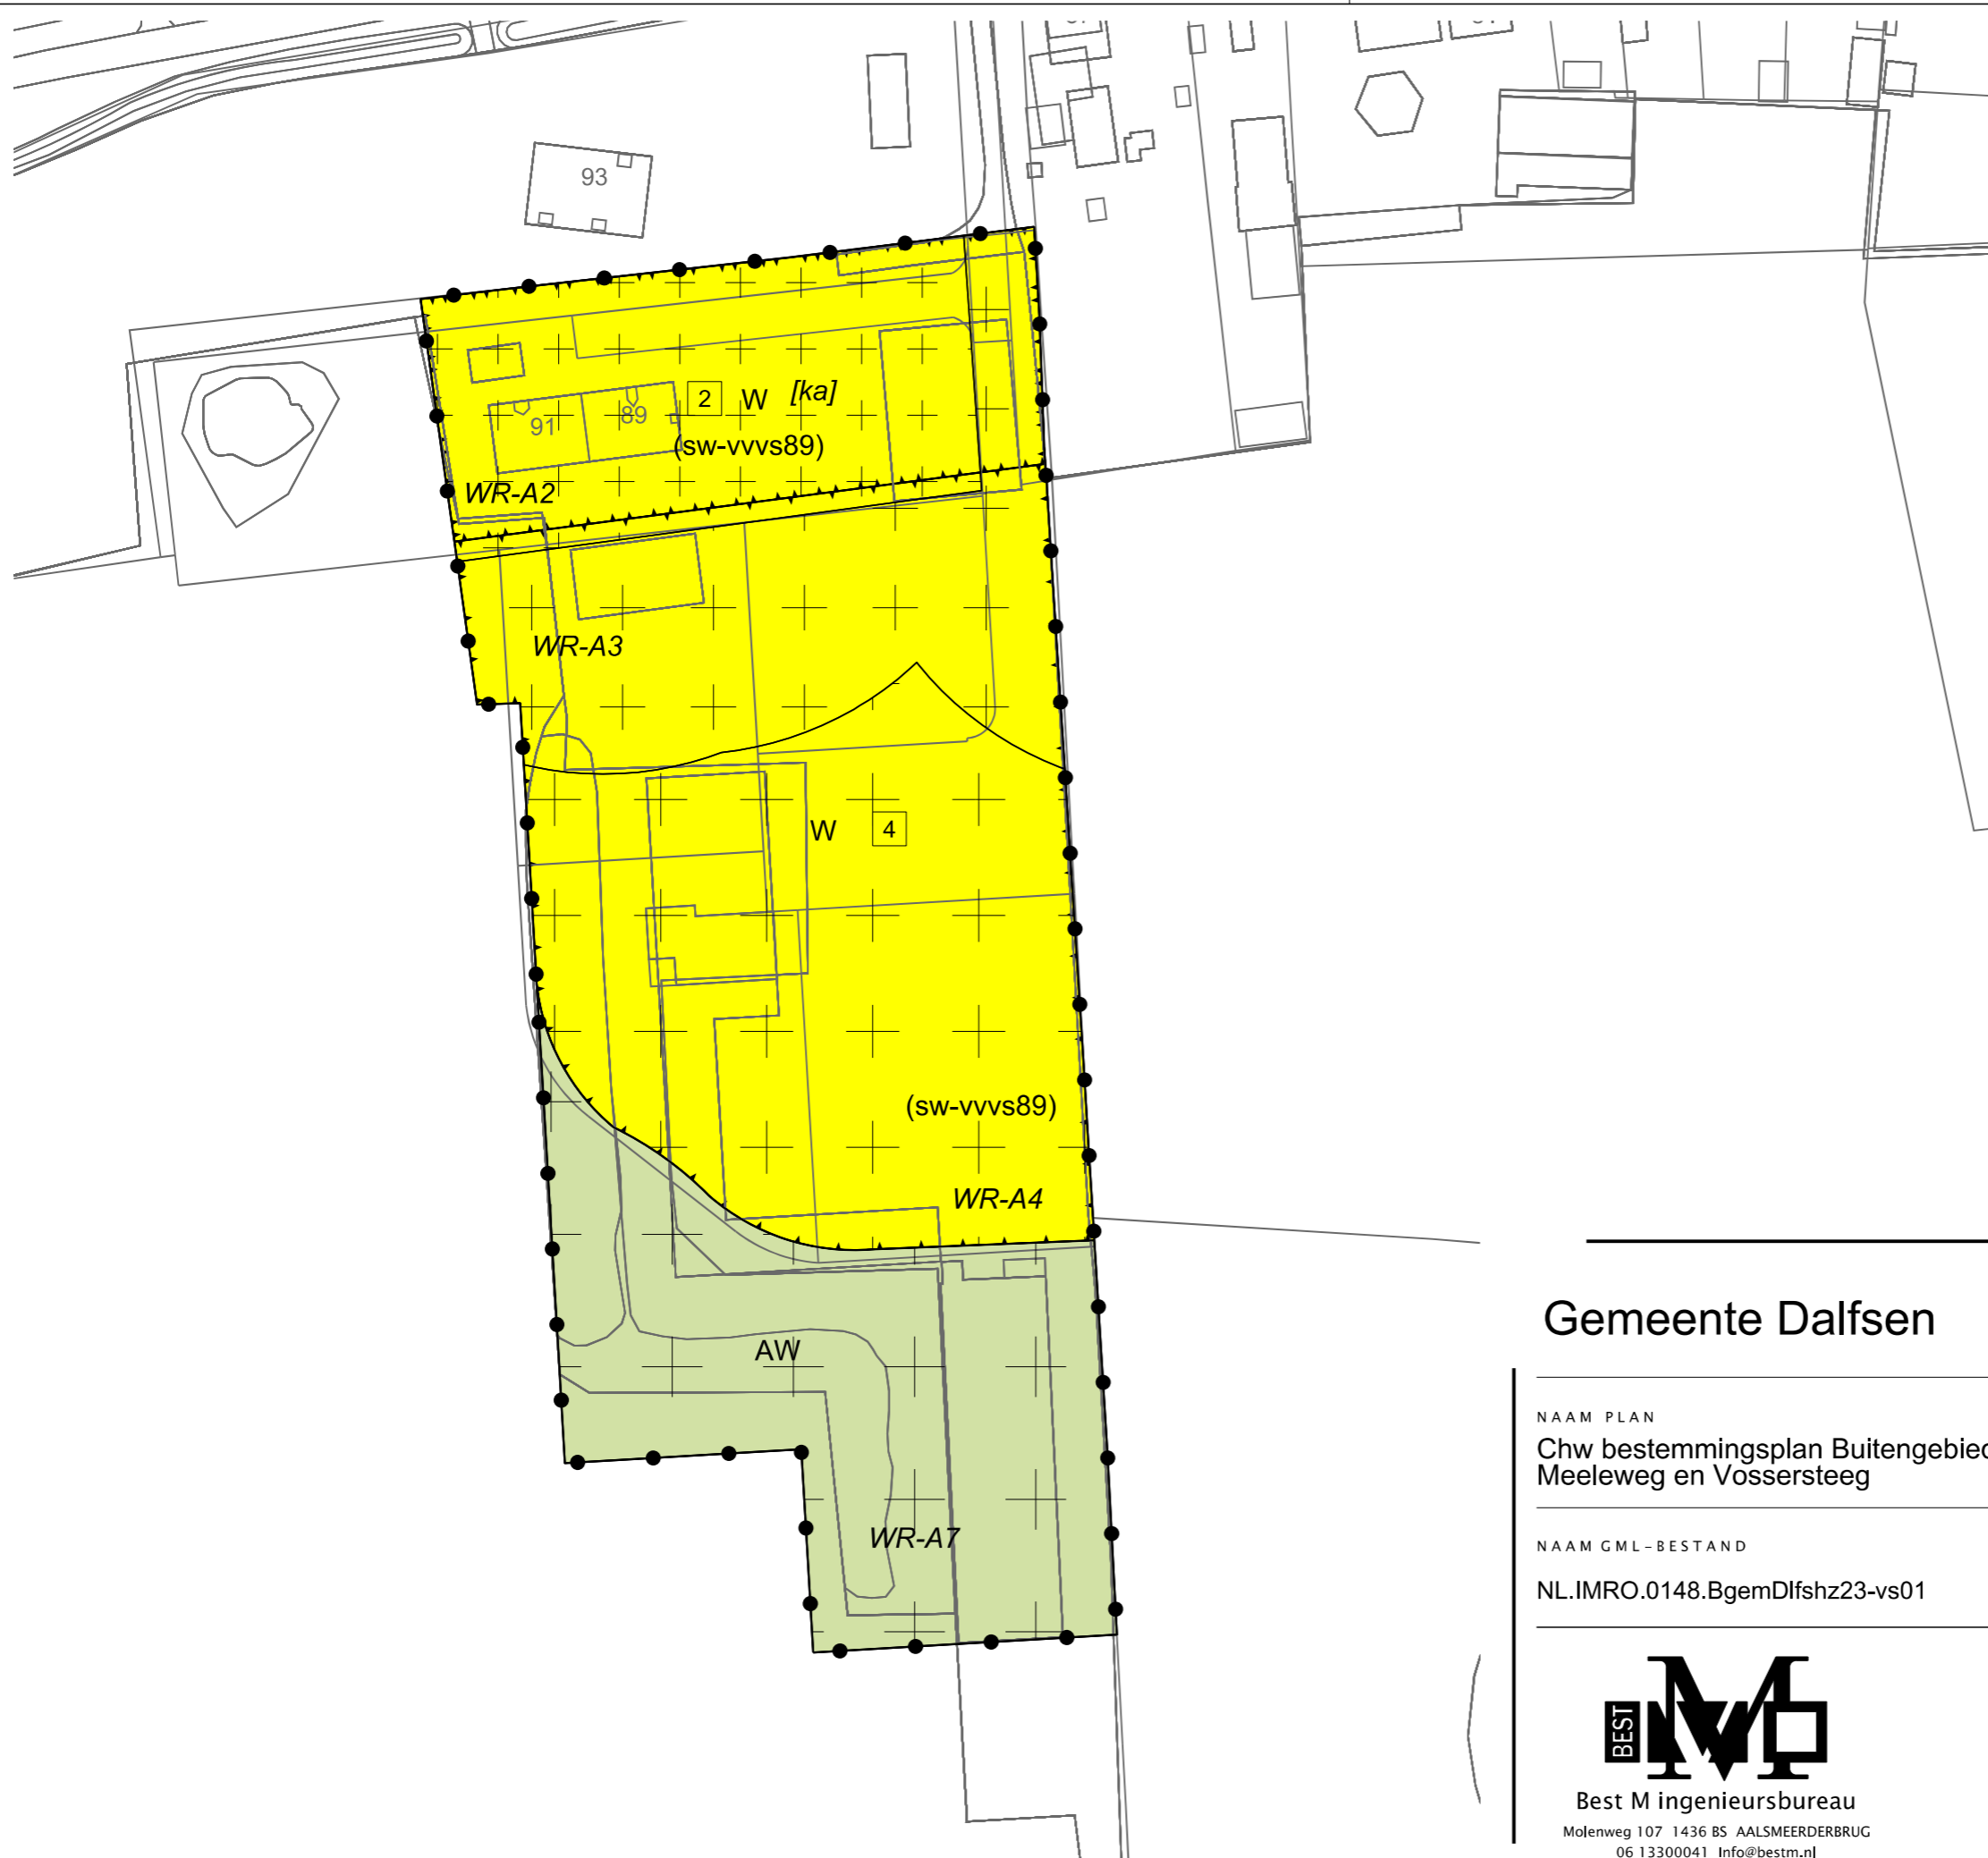 93
2
W
[ka]
91
89
(sw-vvvs89)
WR-A2
WR-A3
W
4
(sw-vvvs89)
WR-A4
AW
WR-A7
Gemeente Dalfsen
NAAM PLAN
Chw bestemmingsplan Buitengebied
Meeleweg en Vossersteeg
NAAM GML-BESTAND
NL.IMRO.0148.BgemDlfshz23-vs01
BEST
M
Best M ingenieursbureau
Molenweg 107 1436 BS AALSMEERDERBRUG
06 13300041 Info@bestm.nl